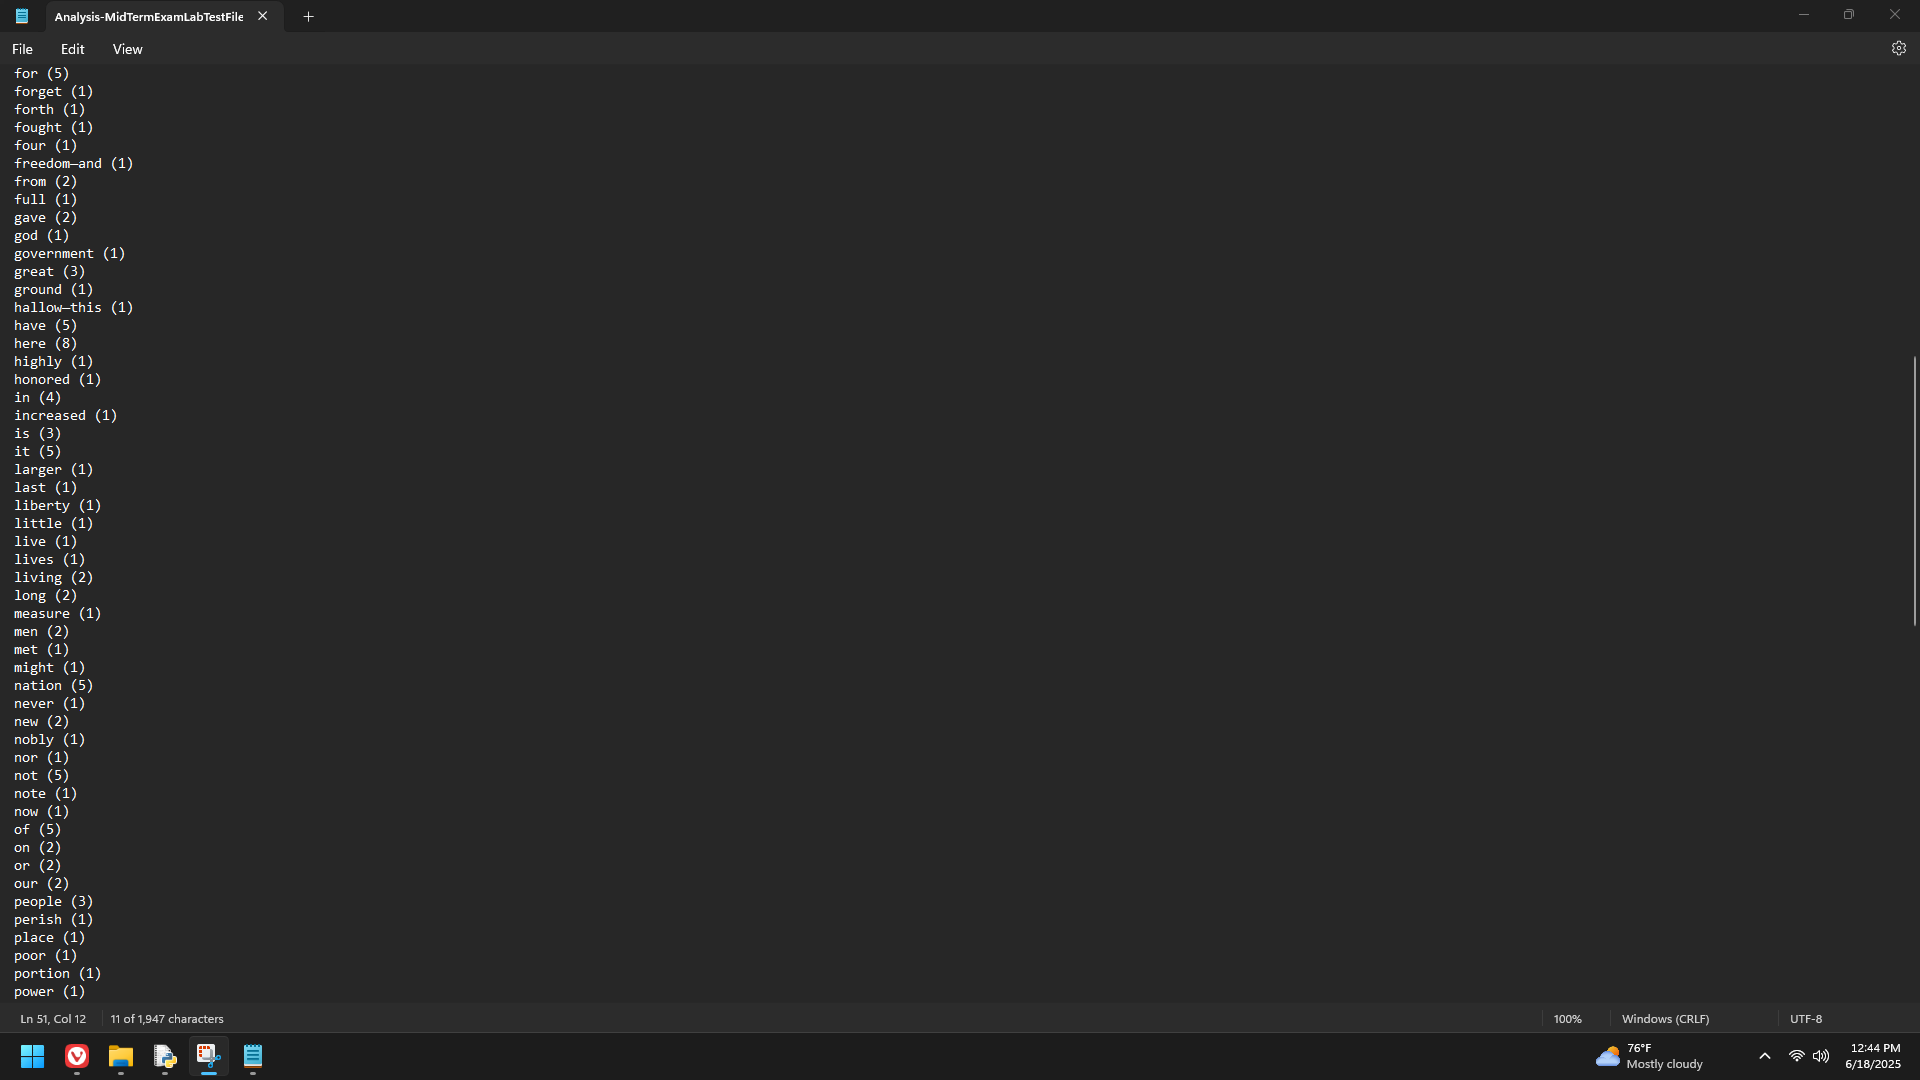 Analysis-MidTermExamLabTestFile
File Edit View
for (5)
forget (1)
forth (1)
fought (1)
four (1)
freedom—and (1)
from (2)
full (1)
gave (2)
god (1)
government (1)
great (3)
ground (1)
hallow—this (1)
have (5)
here (8)
highly (1)
honored (1)
in (4)
increased (1)
is (3)
it (5)
larger (1)
last (1)
liberty (1)
little (1)
live (1)
lives (1)
living (2)
long (2)
measure (1)
men (2)
met (1)
might (1)
nation (5)
never (1)
new (2)
nobly (1)
nor (1)
not (5)
note (1)
now (1)
of (5)
on (2)
or (2)
our (2)
people (3)
perish (1)
place (1)
poor (1)
portion (1)
power (1)
Ln 51, Col 12 11 of 1,947 characters 100% Windows (CRLF) UTF-8
76°F
Mostly cloudy
12:44 PM
6/18/2025